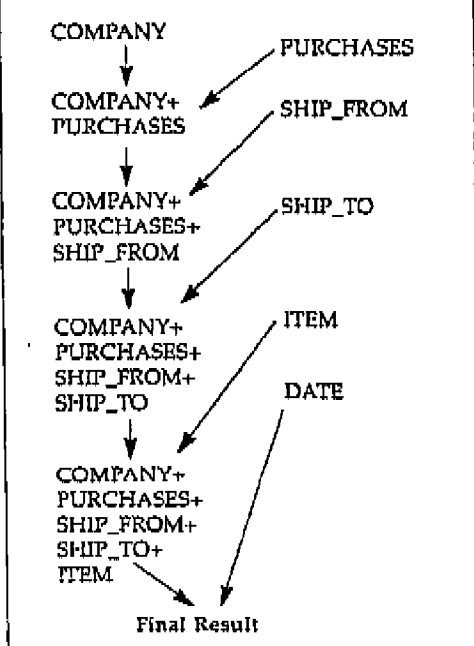 COMPANY
PURCHASES
COMPANY+
PURCHASES
SHIP_FROM
COMPANY+
PURCHASES+
SHIP_FROM
SHIP_TO
COMPANY+
PURCHASES+
SHIP_FROM+
SHIP_TO
ITEM
DATE
COMPANY+
PURCHASES+
SHIP_FROM+
SHIP_TO+
ITEM
Final Result